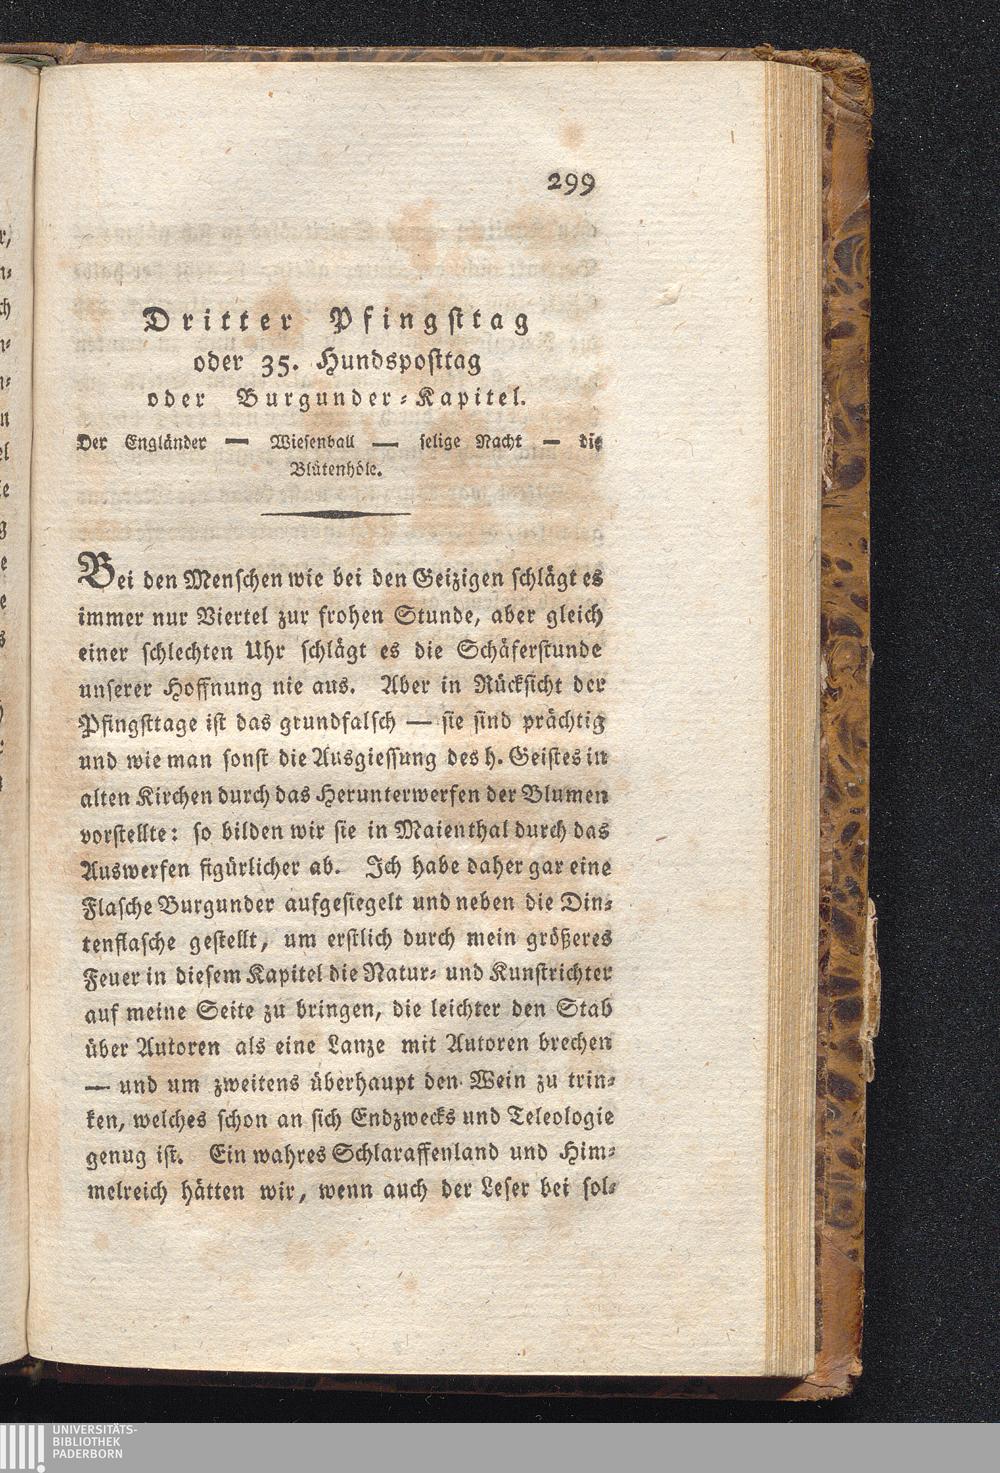 299
Dritter Pfingsttag
oder 35. Hundsposttag
oder Burgunder-Kapitel.
Der Engländer — Wiesenball — selige Nacht — die
Blütenhöle.
Bei den Menschen wie bei den Geizigen schlägt es
immer nur Viertel zur frohen Stunde, aber gleich
einer schlechten Uhr schlägt es die Schäferstunde
unserer Hoffnung nie aus. Aber in Rücksicht der
Pfingsttage ist das grundfalsch — sie sind prächtig
und wie man sonst die Ausgiessung des h. Geistes in
alten Kirchen durch das Herunterwerfen der Blumen
vorstellte: so bilden wir sie in Maienthal durch das
Auswerfen figürlicher ab. Ich habe daher gar eine
Flasche Burgunder aufgesiegelt und neben die Din-
tenflasche gestellt, um erstlich durch mein größeres
Feuer in diesem Kapitel die Natur- und Kunstrichter
auf meine Seite zu bringen, die leichter den Stab
über Autoren als eine Lanze mit Autoren brechen
— und um zweitens überhaupt den Wein zu trin-
ken, welches schon an sich Endzwecks und Teleologie
genug ist. Ein wahres Schlaraffenland und Him-
melreich hätten wir, wenn auch der Leser bei sol-
UNIVERSITÄTS-
BIBLIOTHEK
PADERBORN